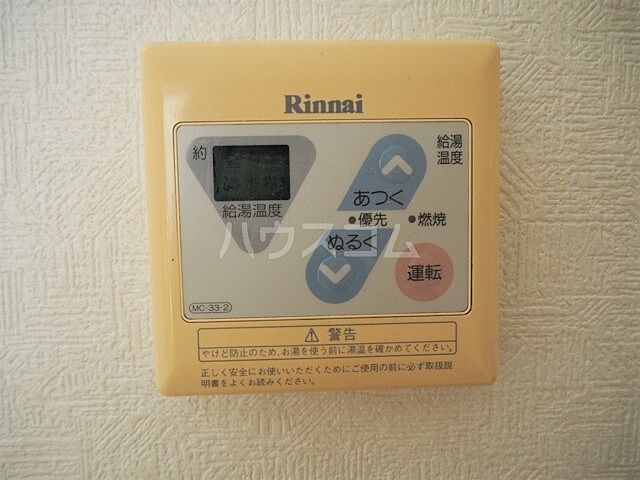 Rinnai
約
給湯温度
給湯
温度
あつく
優先
燃焼
ぬるく
運転
MC-33-2
ハウスコム
警告
やけど防止のため、お湯を使う前に湯温を確かめてください。
正しく安全にお使いいただくためにご使用の前に必ず取扱説
明書をよくお読みください。